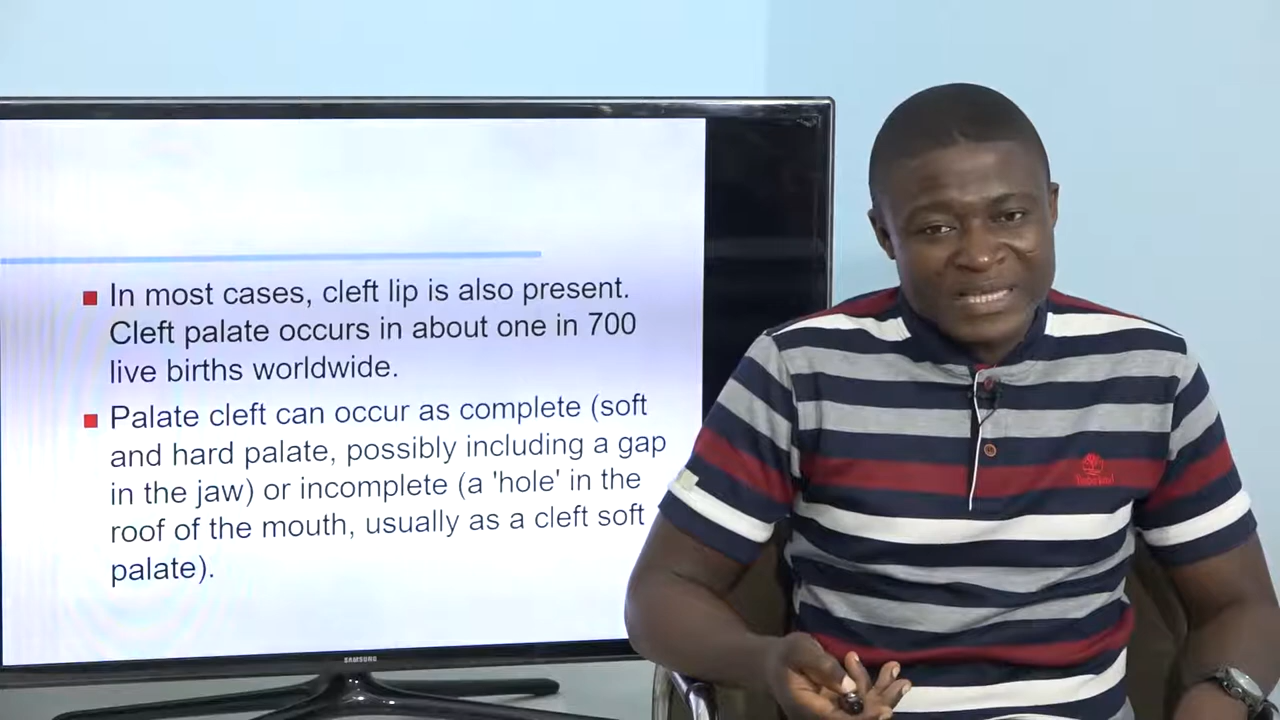 In most cases, cleft lip is also present.
Cleft palate occurs in about one in 700
live births worldwide.
Palate cleft can occur as complete (soft
and hard palate, possibly including a gap
in the jaw) or incomplete (a 'hole' in the
roof of the mouth, usually as a cleft soft
palate).
SAMSUNG